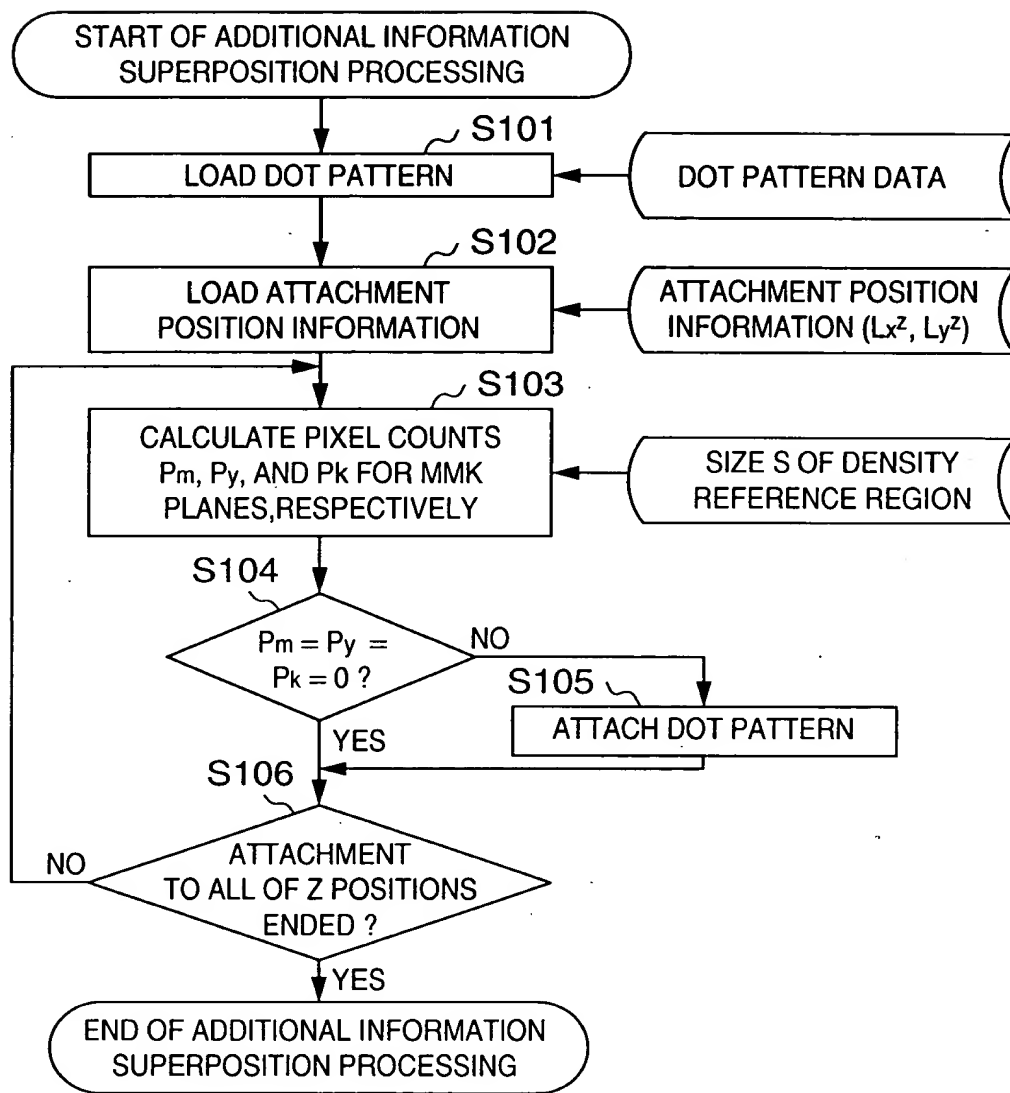 START OF ADDITIONAL INFORMATION
SUPERPOSITION PROCESSING
S101
LOAD DOT PATTERN
DOT PATTERN DATA
S102
LOAD ATTACHMENT
POSITION INFORMATION
ATTACHMENT POSITION
INFORMATION (Lxᶻ, Lyᶻ)
S103
CALCULATE PIXEL COUNTS
Pm, Py, AND Pk FOR MMK
PLANES,RESPECTIVELY
SIZE S OF DENSITY
REFERENCE REGION
S104
Pm = Py =
Pk = 0 ?
NO
S105
ATTACH DOT PATTERN
YES
S106
ATTACHMENT
TO ALL OF Z POSITIONS
ENDED ?
NO
YES
END OF ADDITIONAL INFORMATION
SUPERPOSITION PROCESSING